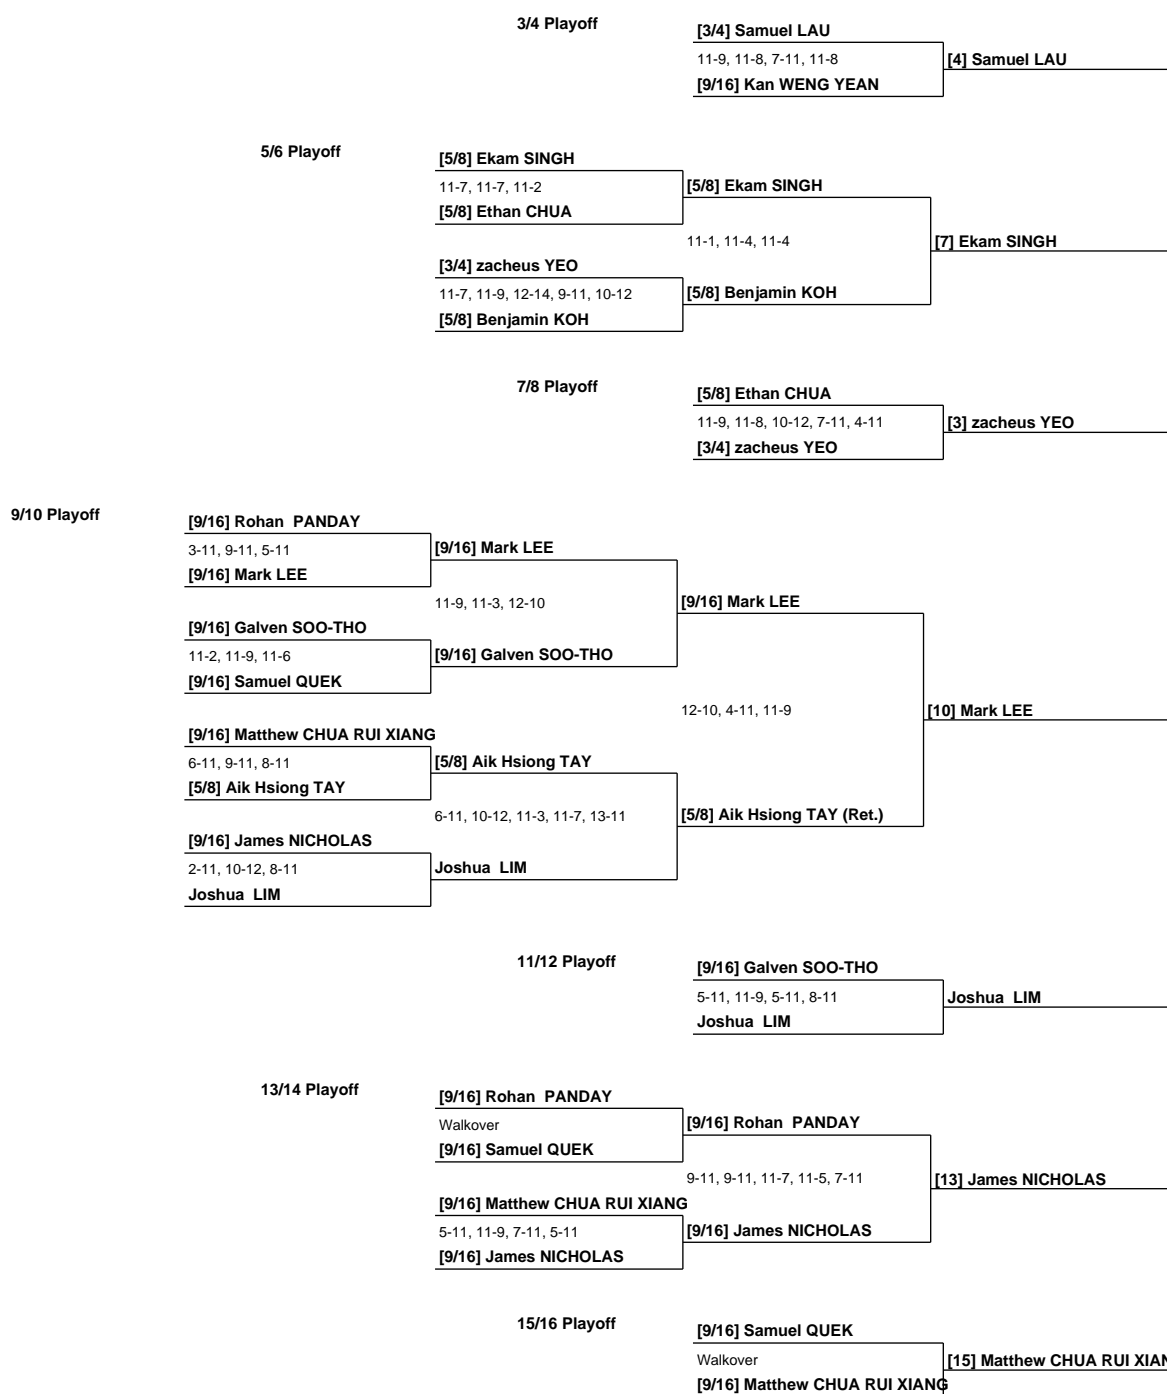 3/4 Playoff
[3/4] Samuel LAU
11-9, 11-8, 7-11, 11-8
[4] Samuel LAU
[9/16] Kan WENG YEAN
5/6 Playoff
[5/8] Ekam SINGH
11-7, 11-7, 11-2
[5/8] Ekam SINGH
[5/8] Ethan CHUA
11-1, 11-4, 11-4
[7] Ekam SINGH
[3/4] zacheus YEO
11-7, 11-9, 12-14, 9-11, 10-12
[5/8] Benjamin KOH
[5/8] Benjamin KOH
7/8 Playoff
[5/8] Ethan CHUA
11-9, 11-8, 10-12, 7-11, 4-11
[3] zacheus YEO
[3/4] zacheus YEO
9/10 Playoff
[9/16] Rohan  PANDAY
3-11, 9-11, 5-11
[9/16] Mark LEE
[9/16] Mark LEE
11-9, 11-3, 12-10
[9/16] Mark LEE
[9/16] Galven SOO-THO
11-2, 11-9, 11-6
[9/16] Galven SOO-THO
[9/16] Samuel QUEK
12-10, 4-11, 11-9
[10] Mark LEE
[9/16] Matthew CHUA RUI XIANG
6-11, 9-11, 8-11
[5/8] Aik Hsiong TAY
[5/8] Aik Hsiong TAY
6-11, 10-12, 11-3, 11-7, 13-11
[5/8] Aik Hsiong TAY (Ret.)
[9/16] James NICHOLAS
2-11, 10-12, 8-11
Joshua  LIM
Joshua  LIM
11/12 Playoff
[9/16] Galven SOO-THO
5-11, 11-9, 5-11, 8-11
Joshua  LIM
Joshua  LIM
13/14 Playoff
[9/16] Rohan  PANDAY
Walkover
[9/16] Rohan  PANDAY
[9/16] Samuel QUEK
9-11, 9-11, 11-7, 11-5, 7-11
[13] James NICHOLAS
[9/16] Matthew CHUA RUI XIANG
5-11, 11-9, 7-11, 5-11
[9/16] James NICHOLAS
[9/16] James NICHOLAS
15/16 Playoff
[9/16] Samuel QUEK
Walkover
[15] Matthew CHUA RUI XIAN
[9/16] Matthew CHUA RUI XIANG